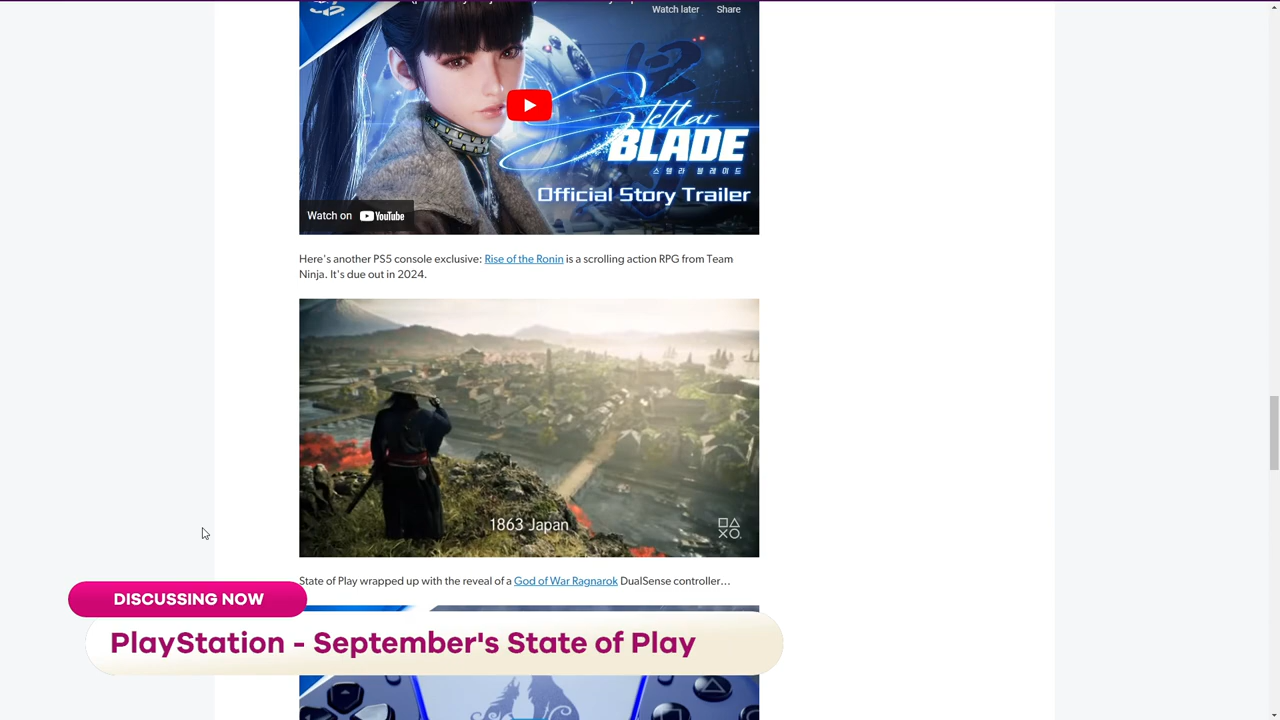 Watch later
Share
Stellar
BLADE
스텔라 블레이드
Official Story Trailer
Watch on YouTube
Here's another PS5 console exclusive: Rise of the Ronin is a scrolling action RPG from Team
Ninja. It's due out in 2024.
1863 Japan
State of Play wrapped up with the reveal of a God of War Ragnarok DualSense controller…
DISCUSSING NOW
PlayStation - September's State of Play